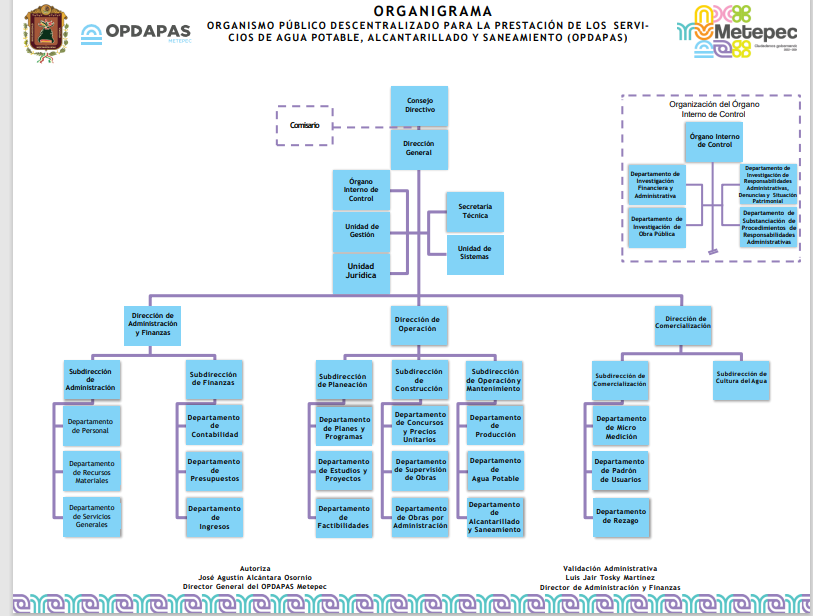 ORGANIGRAMA
ORGANISMO PÚBLICO DESCENTRALIZADO PARA LA PRESTACIÓN DE LOS SERVI-
CIOS DE AGUA POTABLE, ALCANTARILLADO Y SANEAMIENTO (OPDAPAS)
OPDAPAS
METEPEC
Metepec
Consejo
Directivo
Comisario
Dirección
General
Órgano
Interno de
Control
Unidad de
Gestión
Unidad
Jurídica
Secretaria
Técnica
Unidad de
Sistemas
Organización del Órgano
Interno de Control
Órgano Interno
de Control
Departamento de
Investigación
Financiera y
Administrativa
Departamento de
Investigación de
Obra Pública
Departamento de
Investigación de
Responsabilidades
Administrativas,
Denuncias y Situación
Patrimonial
Departamento de
Substanciación de
Procedimientos de
Responsabilidades
Administrativas
Dirección de
Administración
y Finanzas
Dirección de
Operación
Dirección de
Comercialización
Subdirección
de
Administración
Departamento
de Personal
Departamento
de Recursos
Materiales
Departamento
de Servicios
Generales
Subdirección
de Finanzas
Departamento
de
Contabilidad
Departamento
de
Presupuestos
Departamento
de
Ingresos
Subdirección
de Planeación
Departamento
de Planes y
Programas
Departamento
de Estudios y
Proyectos
Departamento
de
Factibilidades
Subdirección
de
Construcción
Departamento
de Concursos
y Precios
Unitarios
Departamento
de Supervisión
de Obras
Departamento
de Obras por
Administración
Subdirección
de Operación y
Mantenimiento
Departamento
de
Producción
Departamento
de
Agua Potable
Departamento
de
Alcantarillado
y Saneamiento
Subdirección de
Comercialización
Departamento
de Micro
Medición
Departamento
de Padrón
de Usuarios
Departamento
de Rezago
Subdirección de
Cultura del Agua
Autoriza
José Agustín Alcántara Osornio
Director General del OPDAPAS Metepec
Validación Administrativa
Luis Jair Tosky Martinez
Director de Administración y Finanzas